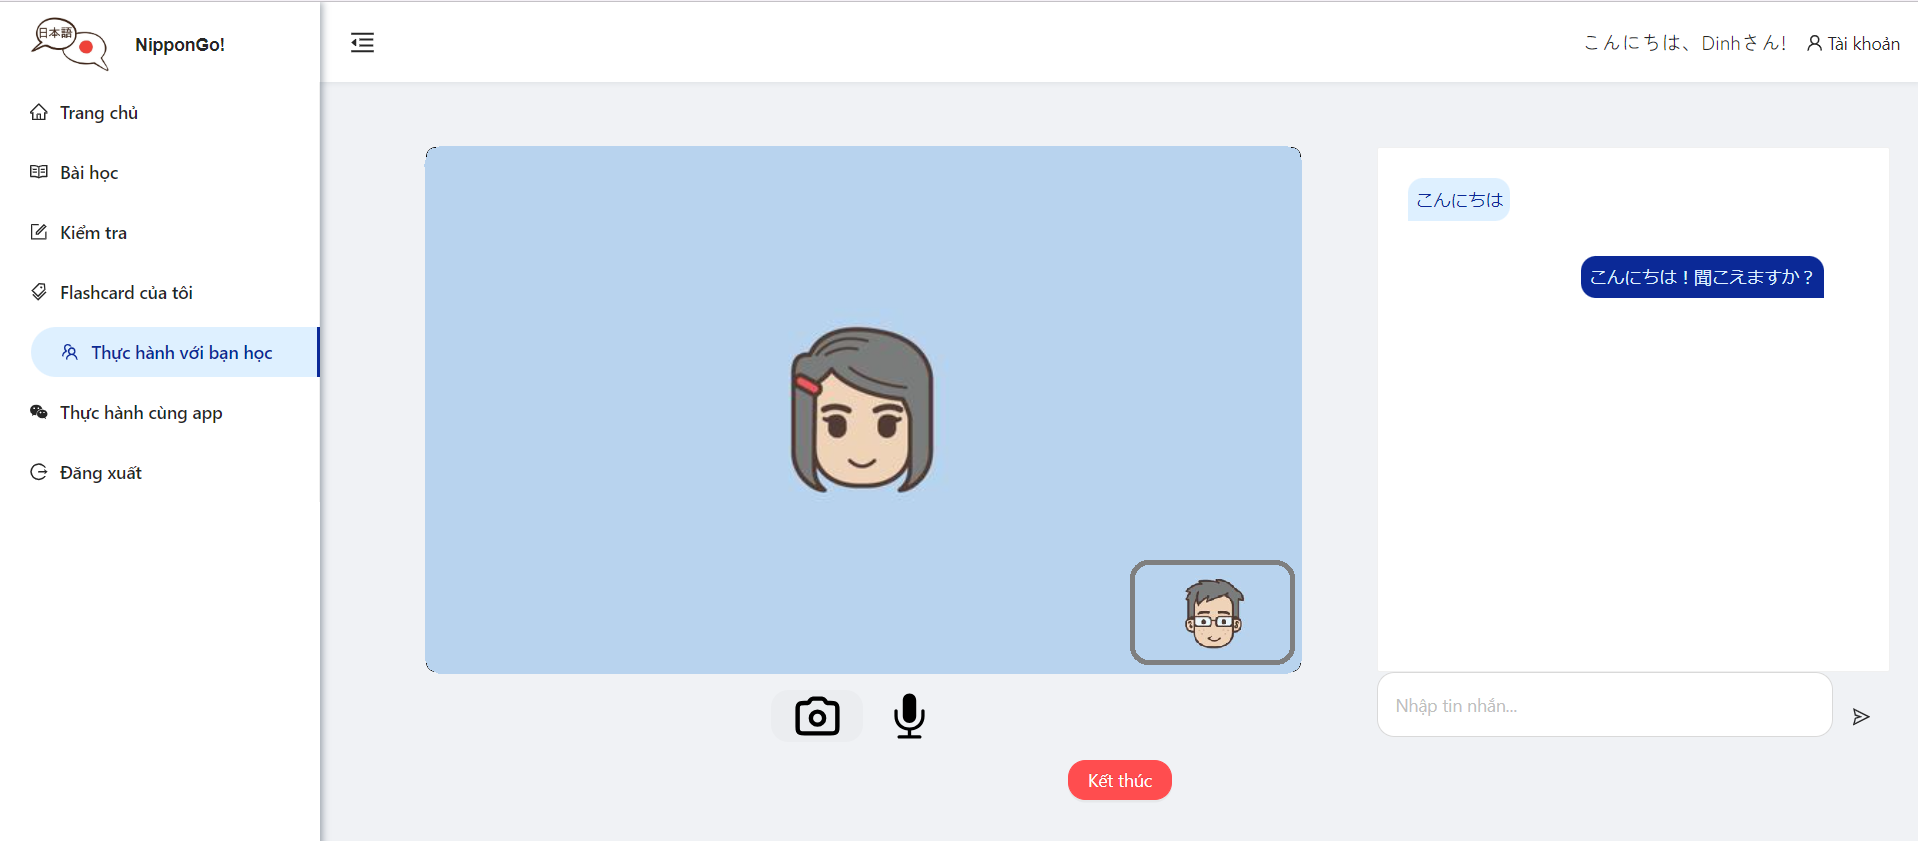 日本語
NipponGo!
こんにちは、Dinhさん!
Tài khoản
Trang chủ
Bài học
Kiểm tra
Flashcard của tôi
Thực hành với bạn học
Thực hành cùng app
Đăng xuất
こんにちは
こんにちは！聞こえますか？
Nhập tin nhắn...
Kết thúc